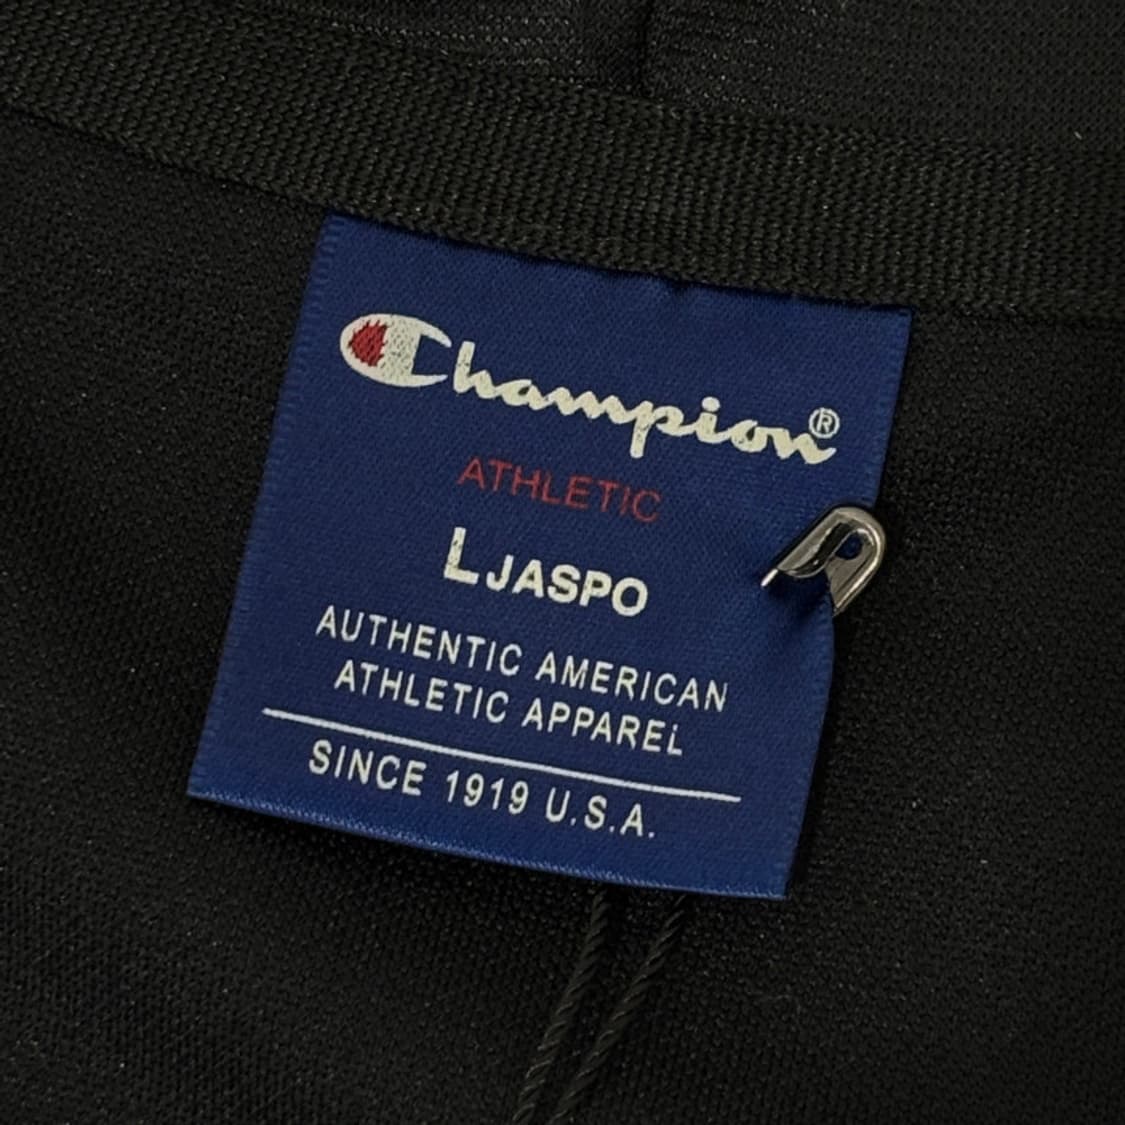 Champion®
ATHLETIC
L JASPO
AUTHENTIC AMERICAN
ATHLETIC APPAREL
SINCE 1919 U.S.A.